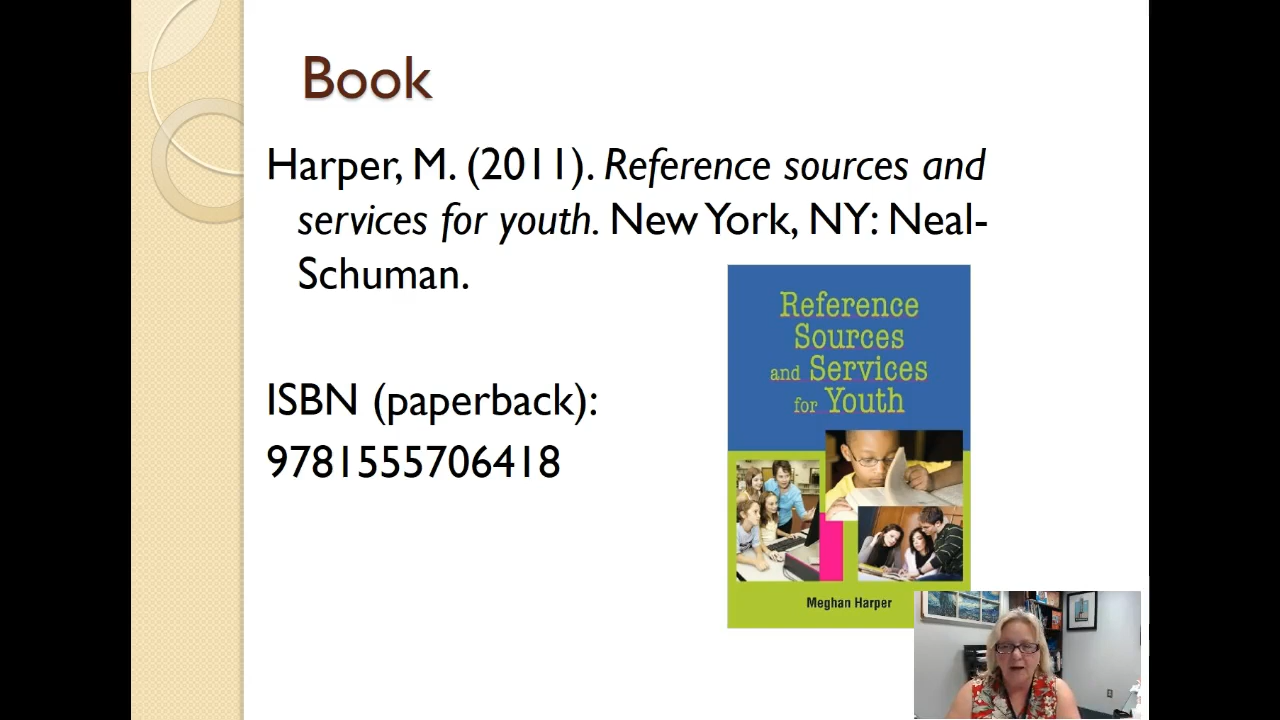 Book
Harper, M. (2011). Reference sources and
services for youth. New York, NY: Neal-
Schuman.
ISBN (paperback):
9781555706418
Reference
Sources
and Services
for Youth
Meghan Harper